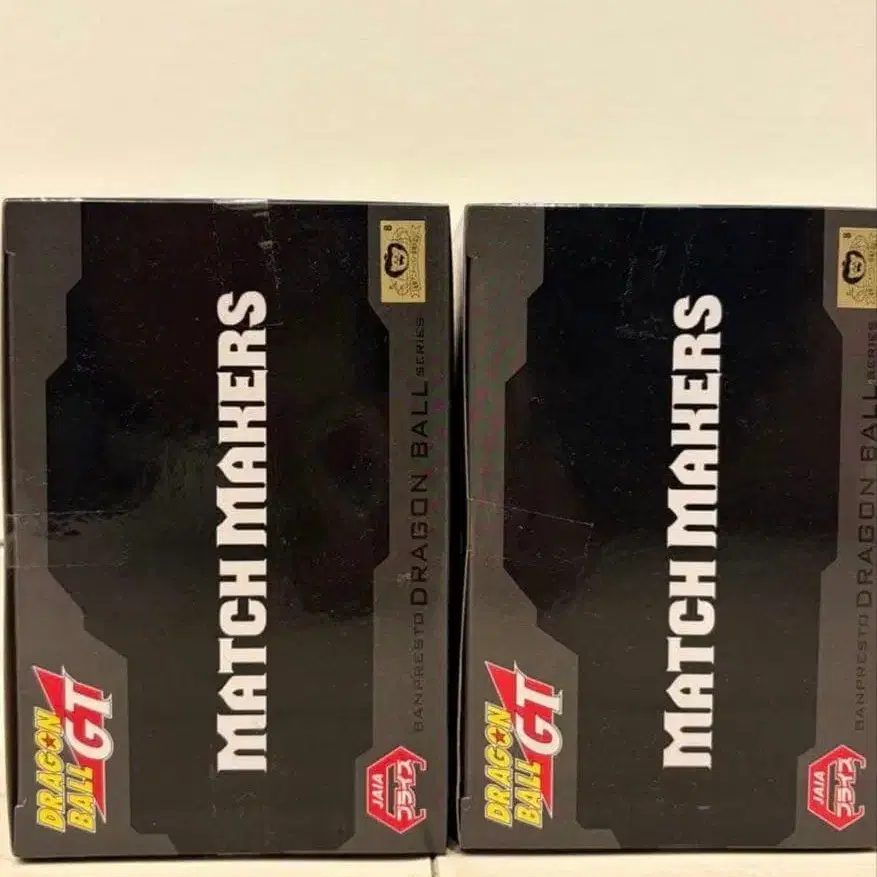 MATCH MAKERS
BANPRESTO DRAGON BALL SERIES
DRAGON
BALL
GT
JAIA
プライズ
MATCH MAKERS
BANPRESTO DRAGON BALL SERIES
DRAGON
BALL
GT
JAIA
プライズ